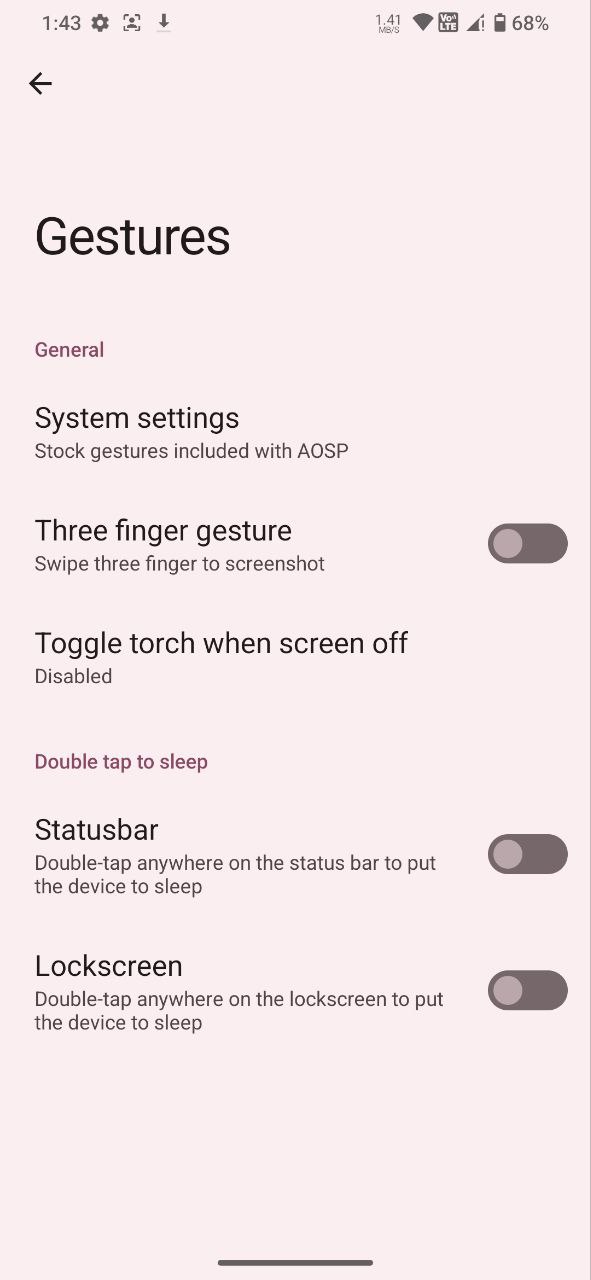 1:43 1.41 MB/S Vo LTE 68%
Gestures
General
System settings
Stock gestures included with AOSP
Three finger gesture
Swipe three finger to screenshot
Toggle torch when screen off
Disabled
Double tap to sleep
Statusbar
Double-tap anywhere on the status bar to put
the device to sleep
Lockscreen
Double-tap anywhere on the lockscreen to put
the device to sleep